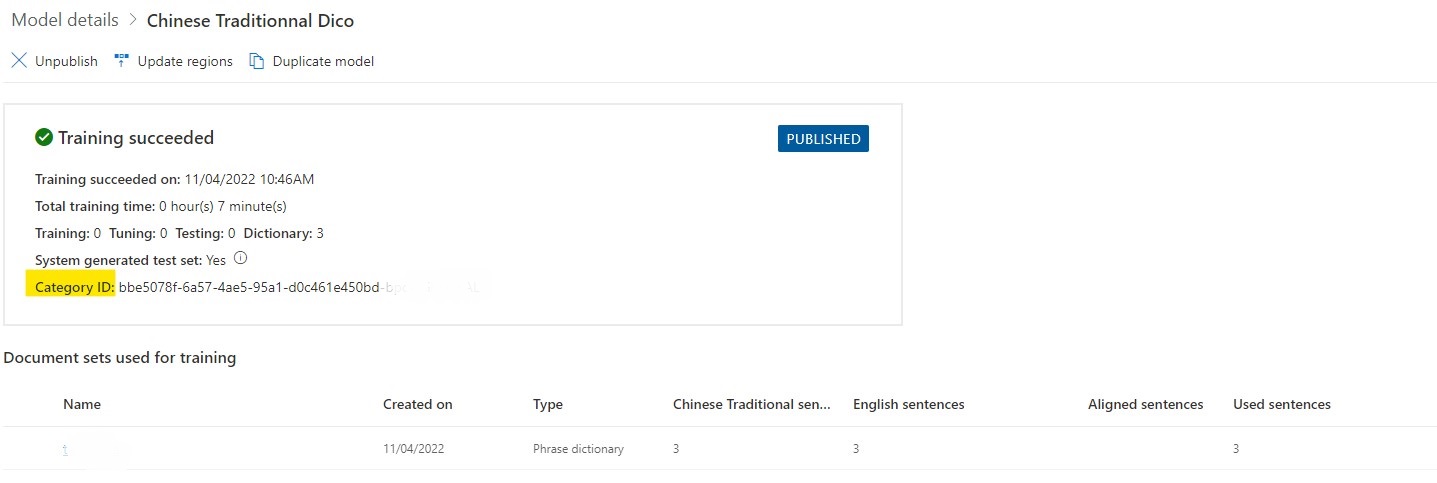 Model details > Chinese Traditionnal Dico
Unpublish Update regions Duplicate model
Training succeeded PUBLISHED
Training succeeded on: 11/04/2022 10:46AM
Total training time: 0 hour(s) 7 minute(s)
Training: 0 Tuning: 0 Testing: 0 Dictionary: 3
System generated test set: Yes
Category ID: bbe5078f-6a57-4ae5-95a1-d0c461e450bd-
Document sets used for training
Name Created on Type Chinese Traditional sen... English sentences Aligned sentences Used sentences
11/04/2022 Phrase dictionary 3 3 3